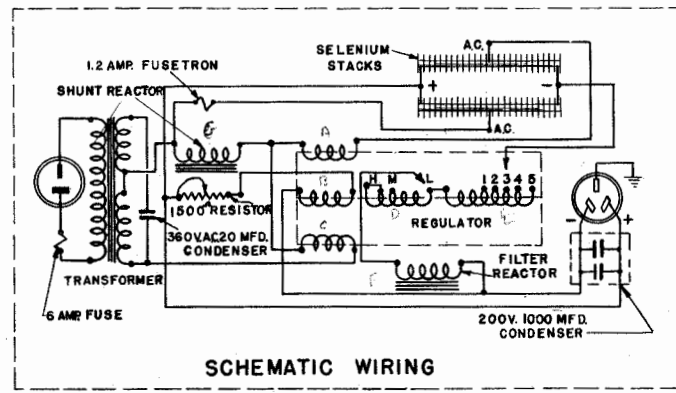 A.C.
SELENIUM
STACKS
1.2 AMP. FUSETRON
SHUNT REACTOR
+ -
A.C.
G A
H M L 1 2 3 4 5
B D E
1500 RESISTOR
REGULATOR
- +
360V. A.C. 20 MFD.
CONDENSER
C
FILTER
REACTOR
TRANSFORMER
F
6 AMP. FUSE
200V. 1000 MFD.
CONDENSER
SCHEMATIC WIRING